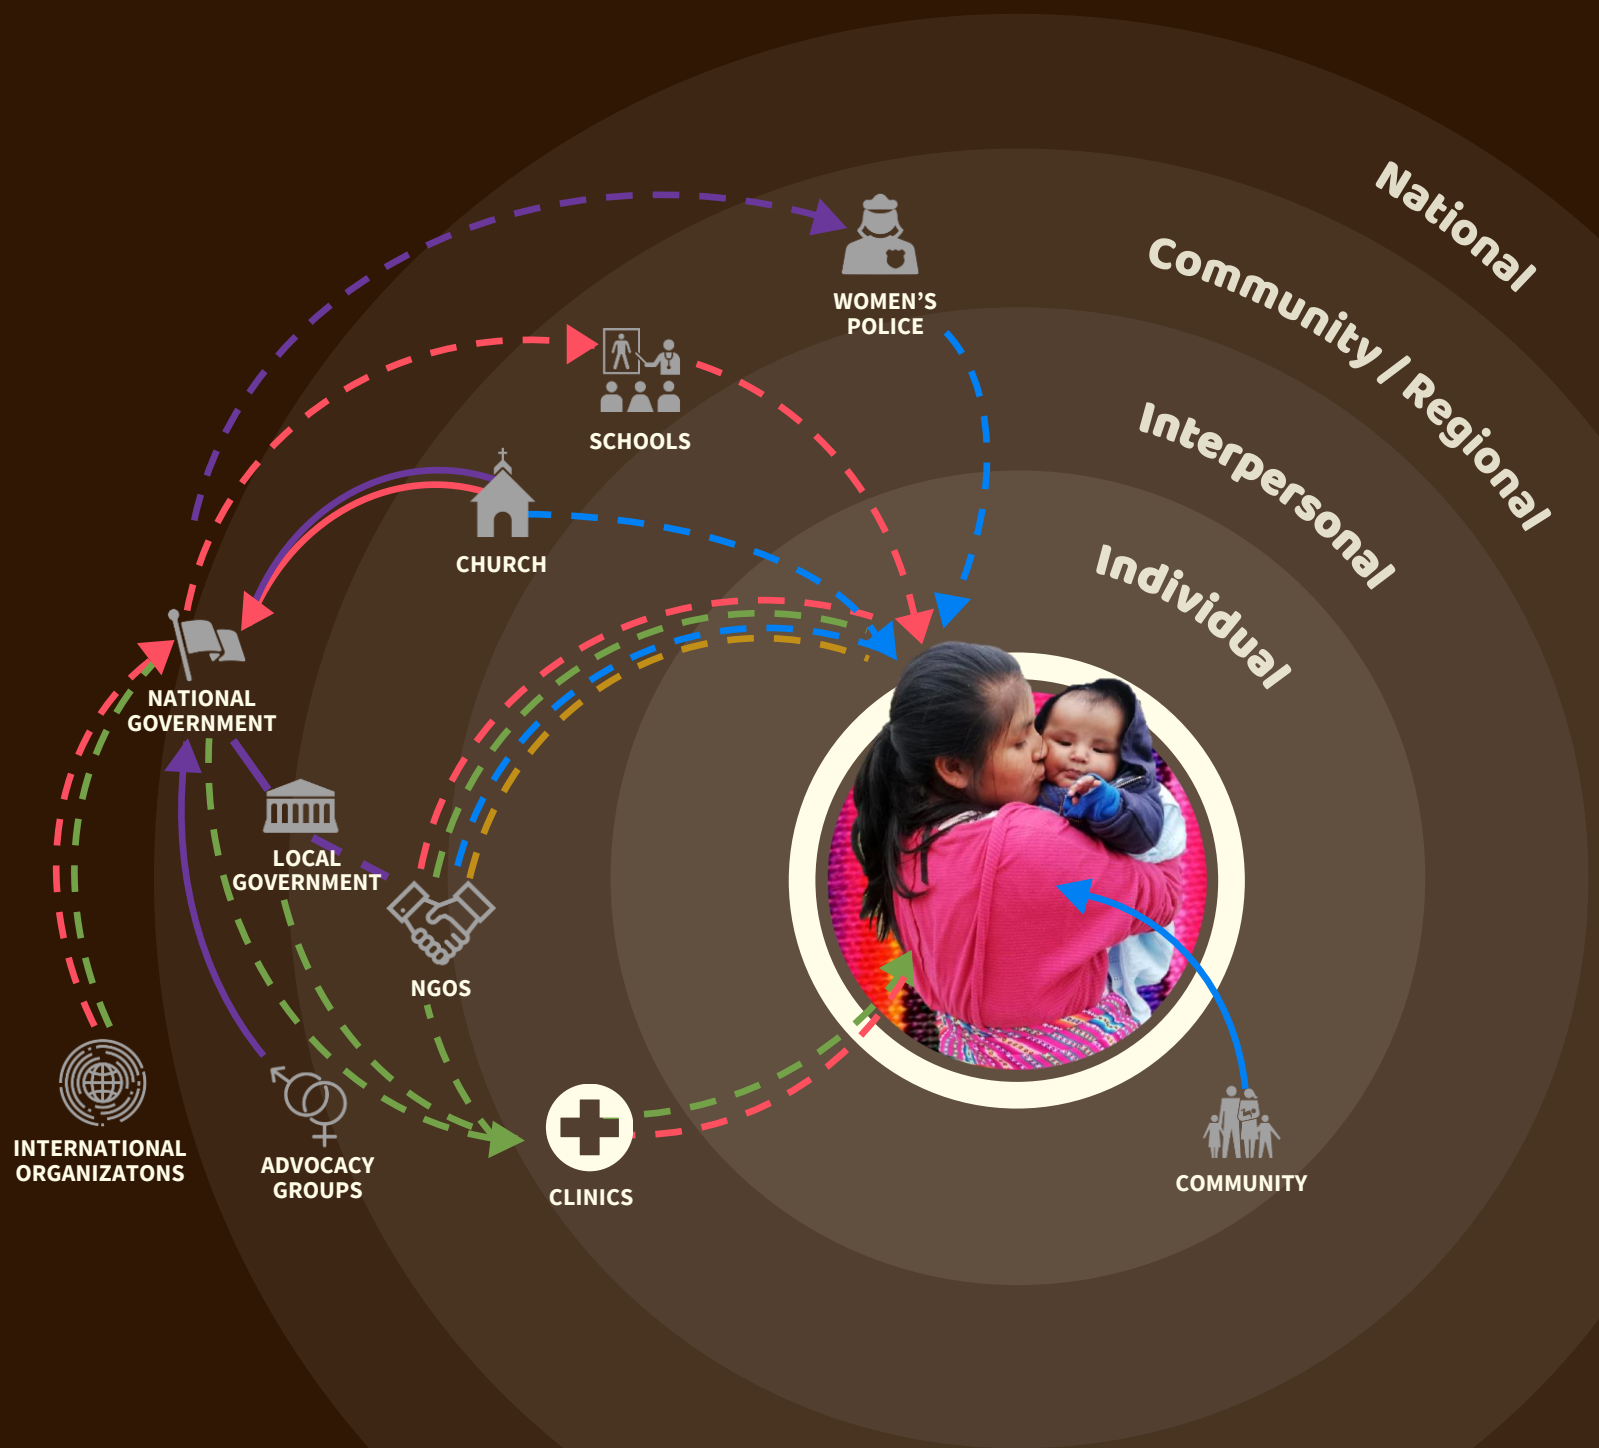 National
Community / Regional
Interpersonal
Individual
WOMEN'S
POLICE
SCHOOLS
CHURCH
NATIONAL
GOVERNMENT
LOCAL
GOVERNMENT
NGOS
INTERNATIONAL
ORGANIZATONS
ADVOCACY
GROUPS
CLINICS
COMMUNITY